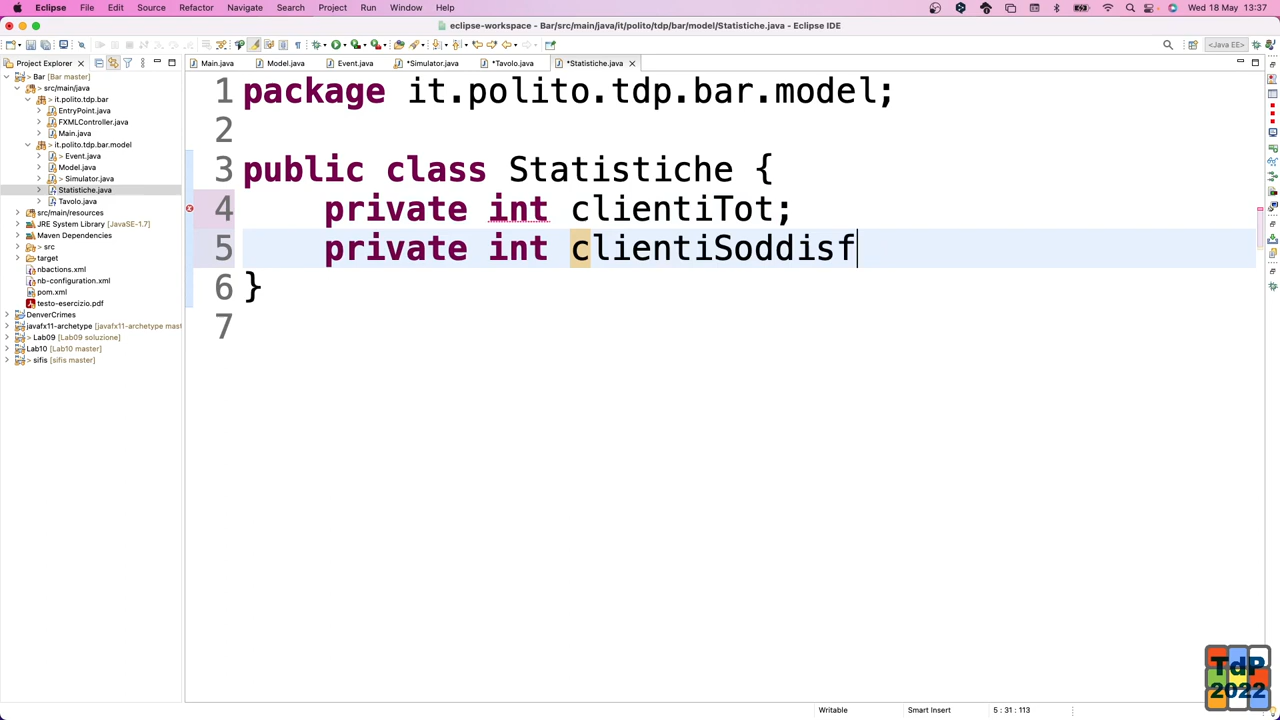 Eclipse File Edit Source Refactor Navigate Search Project Run Window Help Wed 18 May 13:37
eclipse-workspace - Bar/src/main/java/it/polito/tdp/bar/model/Statistiche.java - Eclipse IDE
<Java EE>
Project Explorer
Main.java Model.java Event.java *Simulator.java *Tavolo.java *Statistiche.java
Bar [Bar master]
src/main/java
it.polito.tdp.bar
EntryPoint.java
FXMLController.java
Main.java
it.polito.tdp.bar.model
> Event.java
Model.java
> Simulator.java
Statistiche.java
Tavolo.java
src/main/resources
JRE System Library [JavaSE-1.7]
Maven Dependencies
> src
target
nbactions.xml
nb-configuration.xml
pom.xml
testo-esercizio.pdf
DenverCrimes
javafx11-archetype [javafx11-archetype mast
> Lab09 [Lab09 soluzione]
Lab10 [Lab10 master]
> sifis [sifis master]
1 package it.polito.tdp.bar.model;
2
3 public class Statistiche {
4 private int clientiTot;
5 private int clientiSoddisf
6 }
7
TdP
2022
Writable Smart Insert 5 : 31 : 113